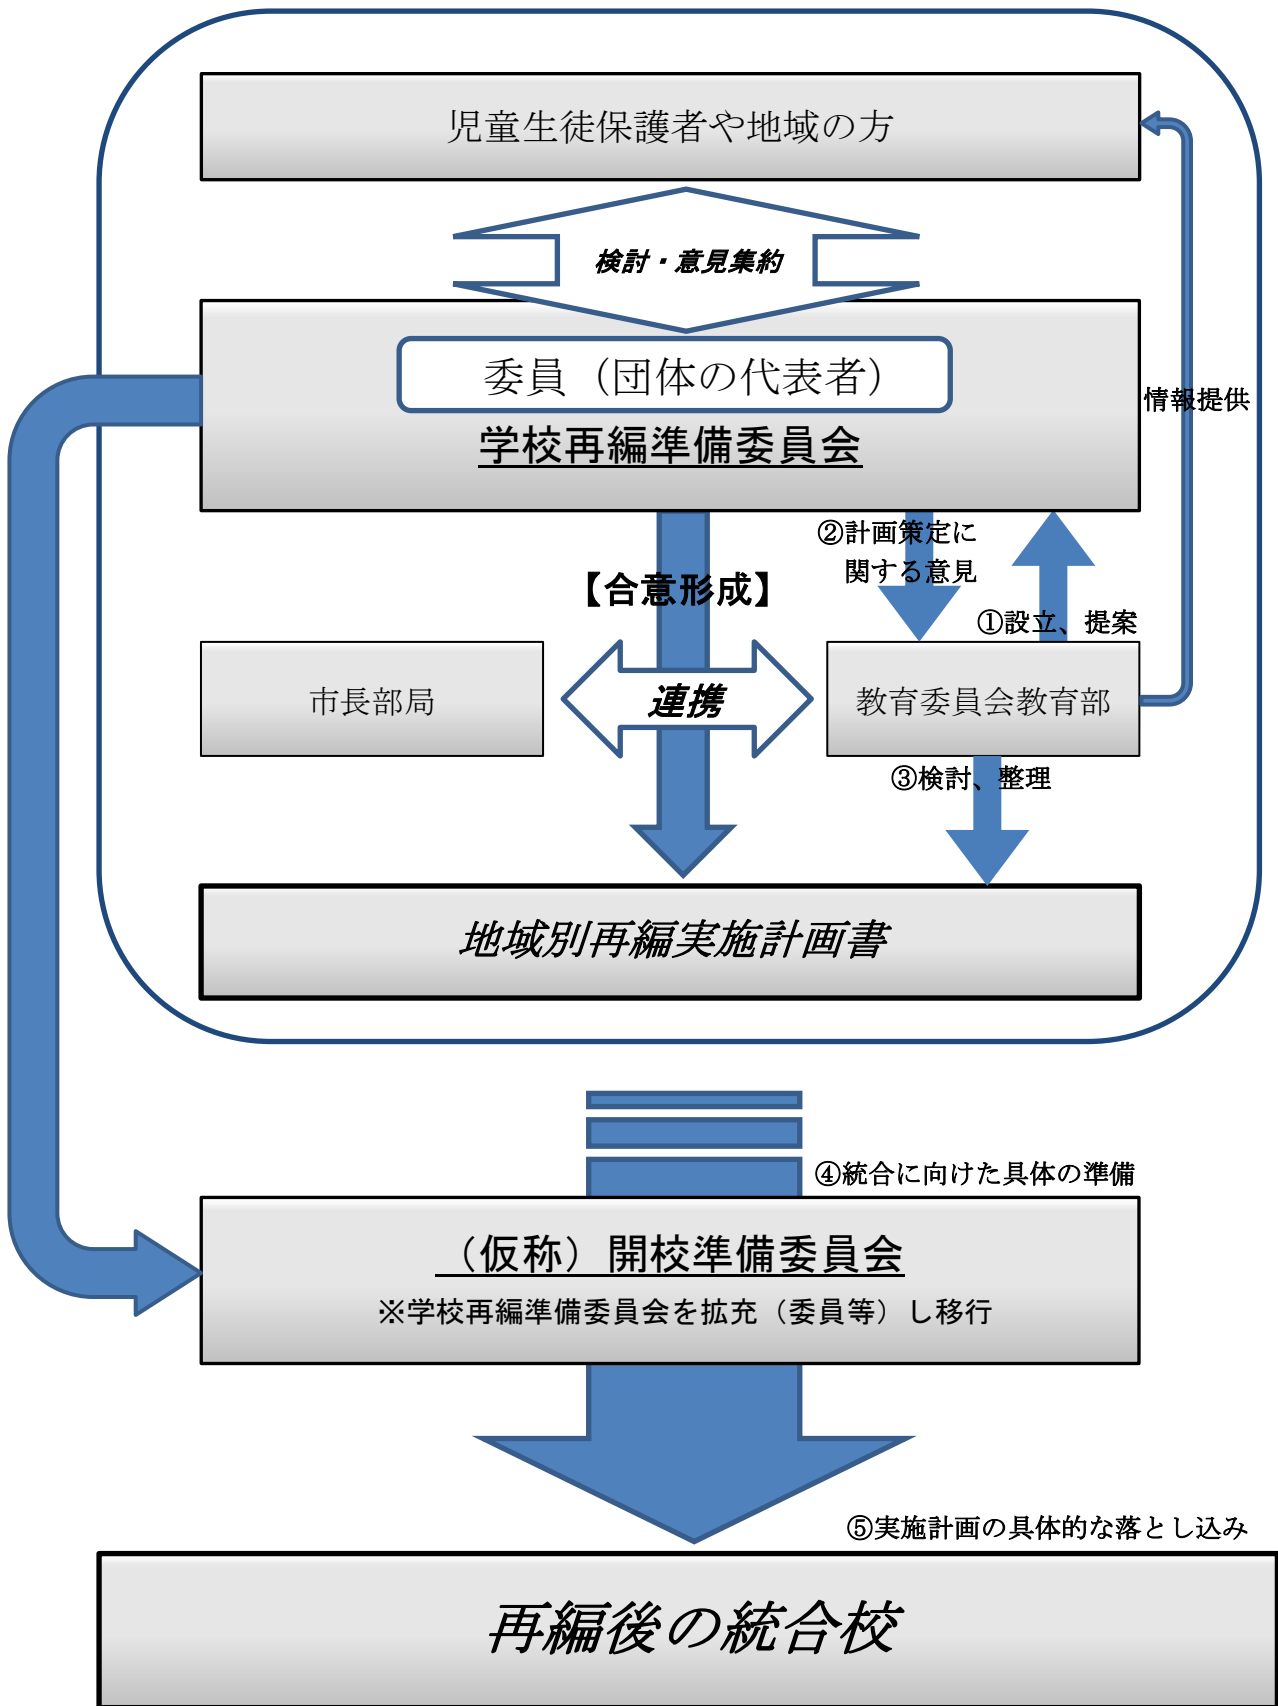 児童生徒保護者や地域の方
検討・意見集約
委員（団体の代表者）
学校再編準備委員会
情報提供
②計画策定に
関する意見
【合意形成】
①設立、提案
市長部局
連携
教育委員会教育部
③検討、整理
地域別再編実施計画書
④統合に向けた具体の準備
（仮称）開校準備委員会
※学校再編準備委員会を拡充（委員等）し移行
⑤実施計画の具体的な落とし込み
再編後の統合校